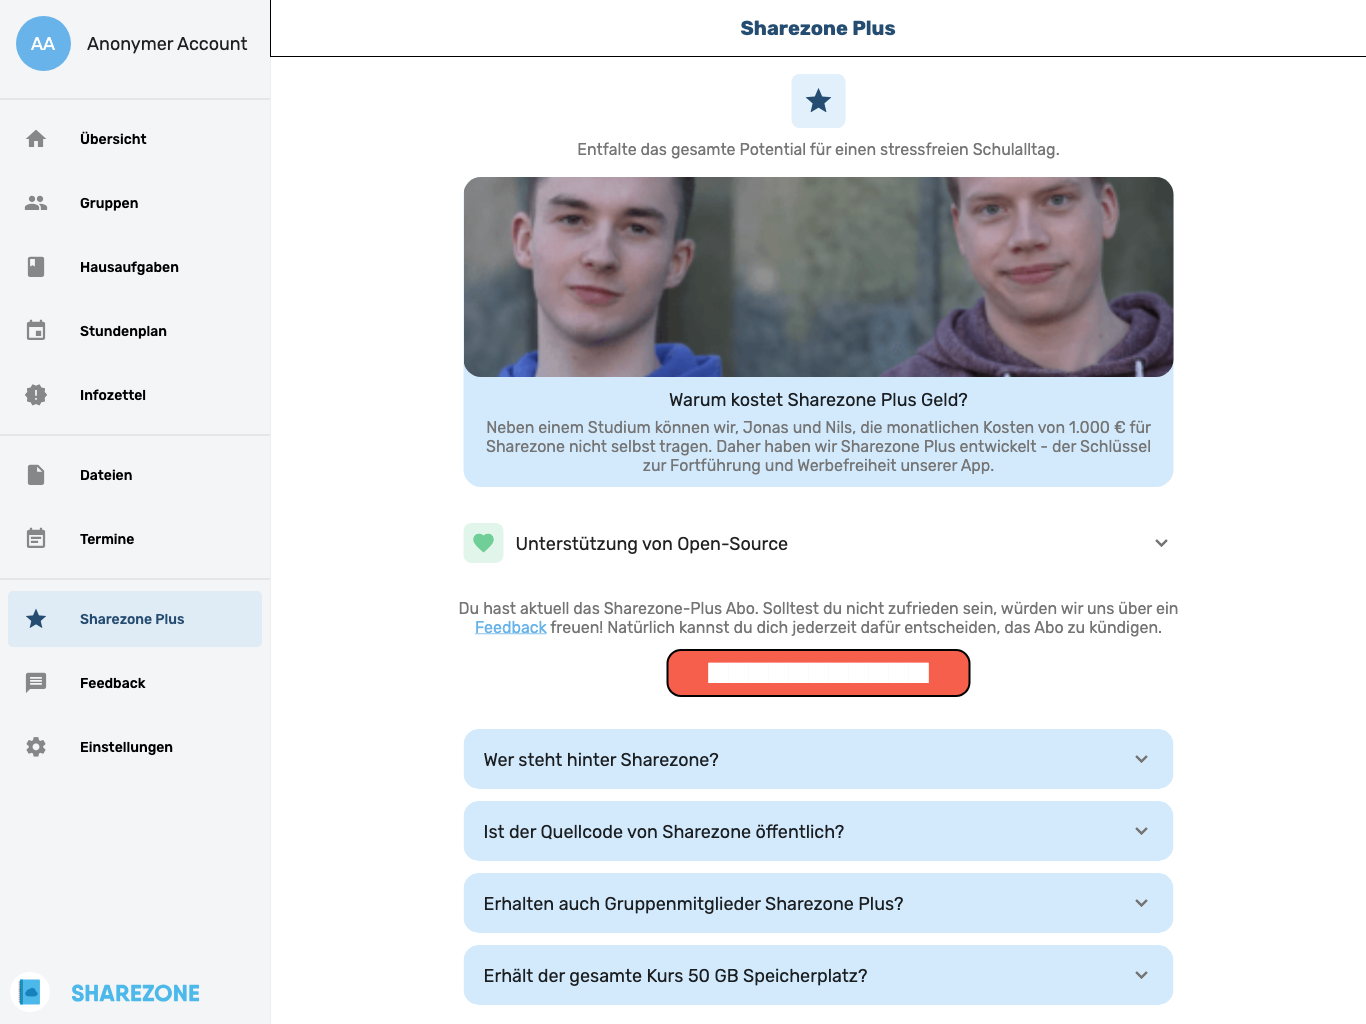 AA
Anonymer Account
Übersicht
Gruppen
Hausaufgaben
Stundenplan
Infozettel
Dateien
Termine
Sharezone Plus
Feedback
Einstellungen
SHAREZONE
Sharezone Plus
Entfalte das gesamte Potential für einen stressfreien Schulalltag.
Warum kostet Sharezone Plus Geld?
Neben einem Studium können wir, Jonas und Nils, die monatlichen Kosten von 1.000 € für
Sharezone nicht selbst tragen. Daher haben wir Sharezone Plus entwickelt - der Schlüssel
zur Fortführung und Werbefreiheit unserer App.
Unterstützung von Open-Source
Du hast aktuell das Sharezone-Plus Abo. Solltest du nicht zufrieden sein, würden wir uns über ein
Feedback freuen! Natürlich kannst du dich jederzeit dafür entscheiden, das Abo zu kündigen.
Wer steht hinter Sharezone?
Ist der Quellcode von Sharezone öffentlich?
Erhalten auch Gruppenmitglieder Sharezone Plus?
Erhält der gesamte Kurs 50 GB Speicherplatz?